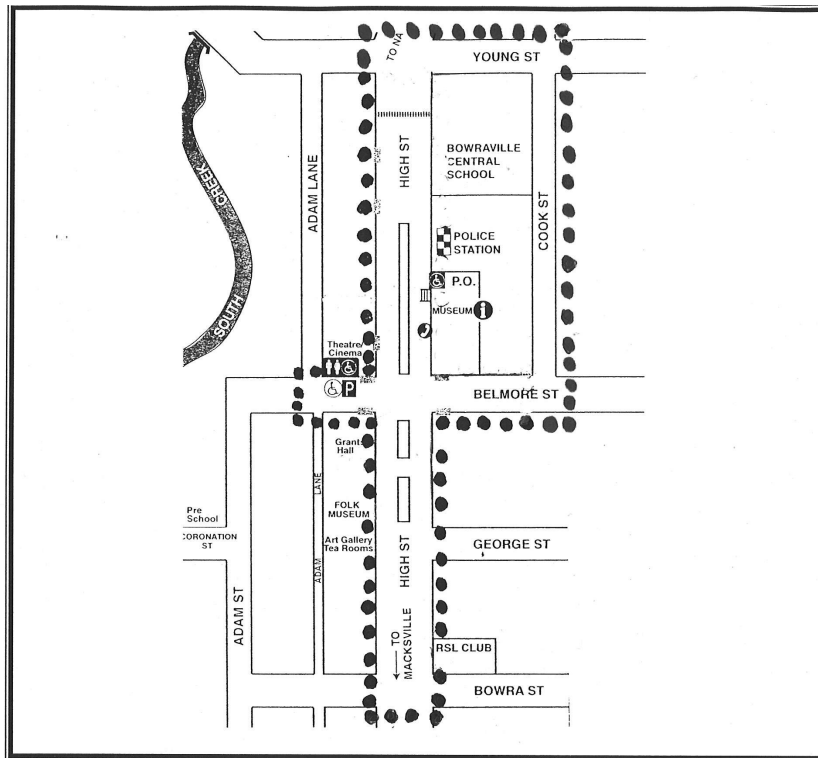 TO NA
YOUNG ST
ADAM LANE
HIGH ST
BOWRAVILLE
CENTRAL
SCHOOL
COOK ST
SOUTH CREEK
POLICE
STATION
P.O.
MUSEUM
i
Theatre/
Cinema
P
BELMORE ST
Grants
Hall
ADAM LANE
FOLK
MUSEUM
Pre
School
CORONATION
ST
Art Gallery
Tea Rooms
HIGH ST
GEORGE ST
ADAM ST
TO
MACKSVILLE
RSL CLUB
BOWRA ST